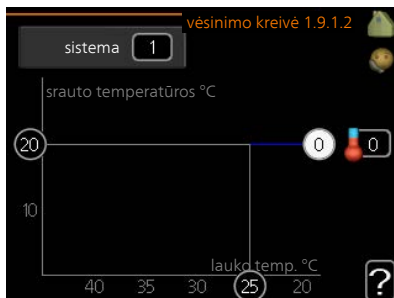 vėsinimo kreivė 1.9.1.2
sistema 1
srauto temperatūros °C
20 0 0
10
lauko temp. °C
40 35 30 25 20
?